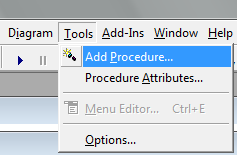 Diagram Tools Add-Ins Window Help
Add Procedure...
Procedure Attributes...
Menu Editor... Ctrl+E
Options...